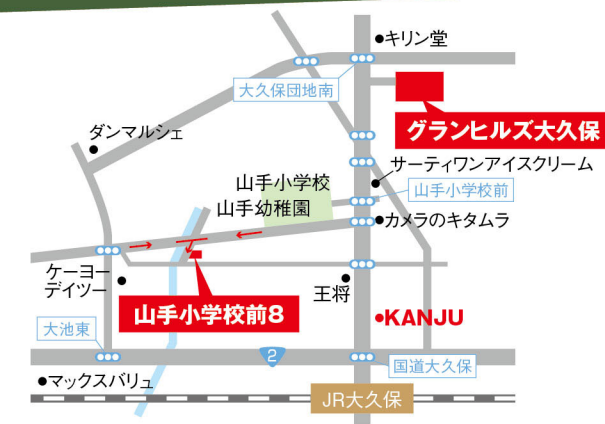 キリン堂
大久保団地南
グランヒルズ大久保
ダンマルシェ
サーティワンアイスクリーム
山手小学校
山手幼稚園
山手小学校前
カメラのキタムラ
ケーヨー
デイツー
山手小学校前8
王将
KANJU
大池東
2
国道大久保
マックスバリュ
JR大久保